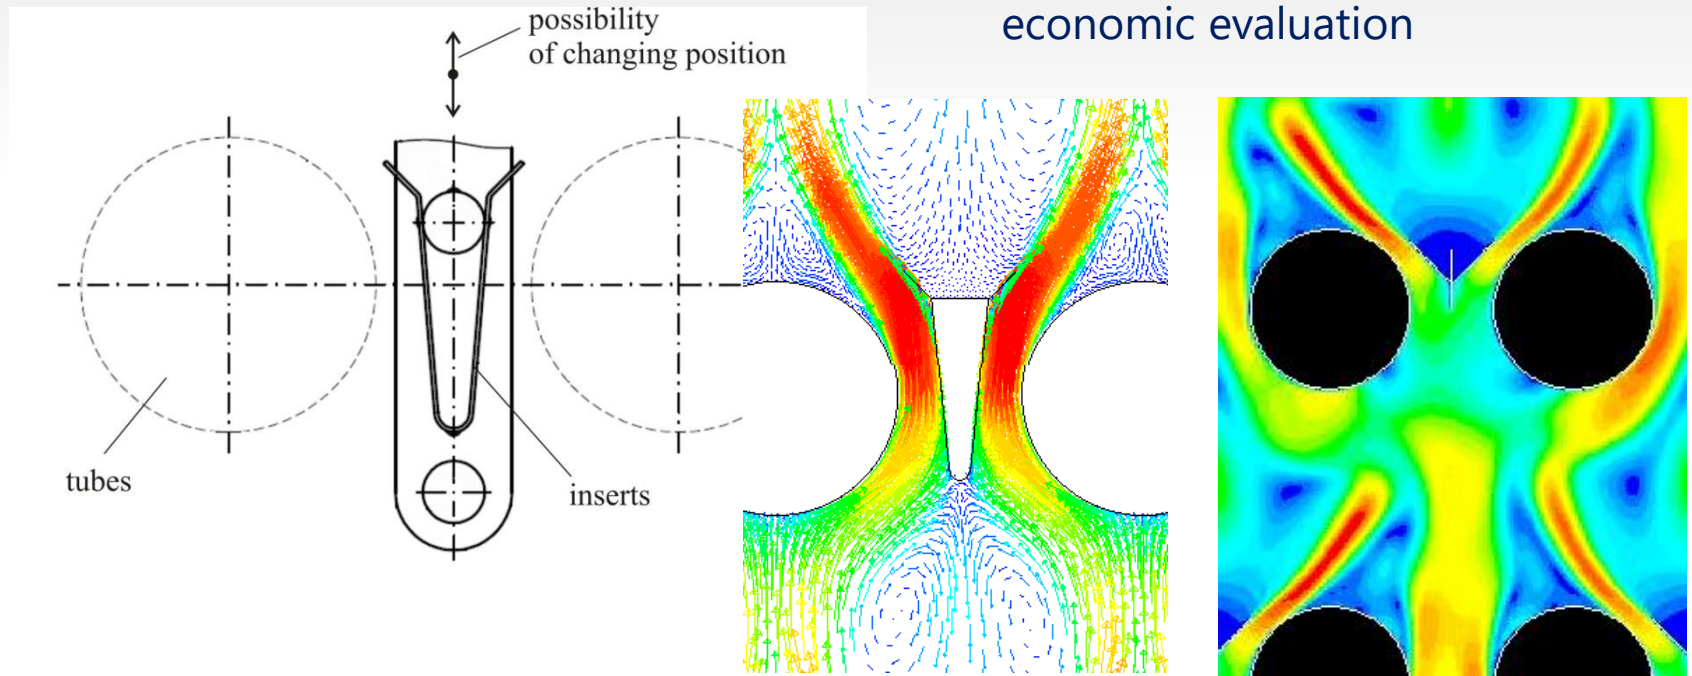 economic evaluation
possibility
of changing position
tubes
inserts